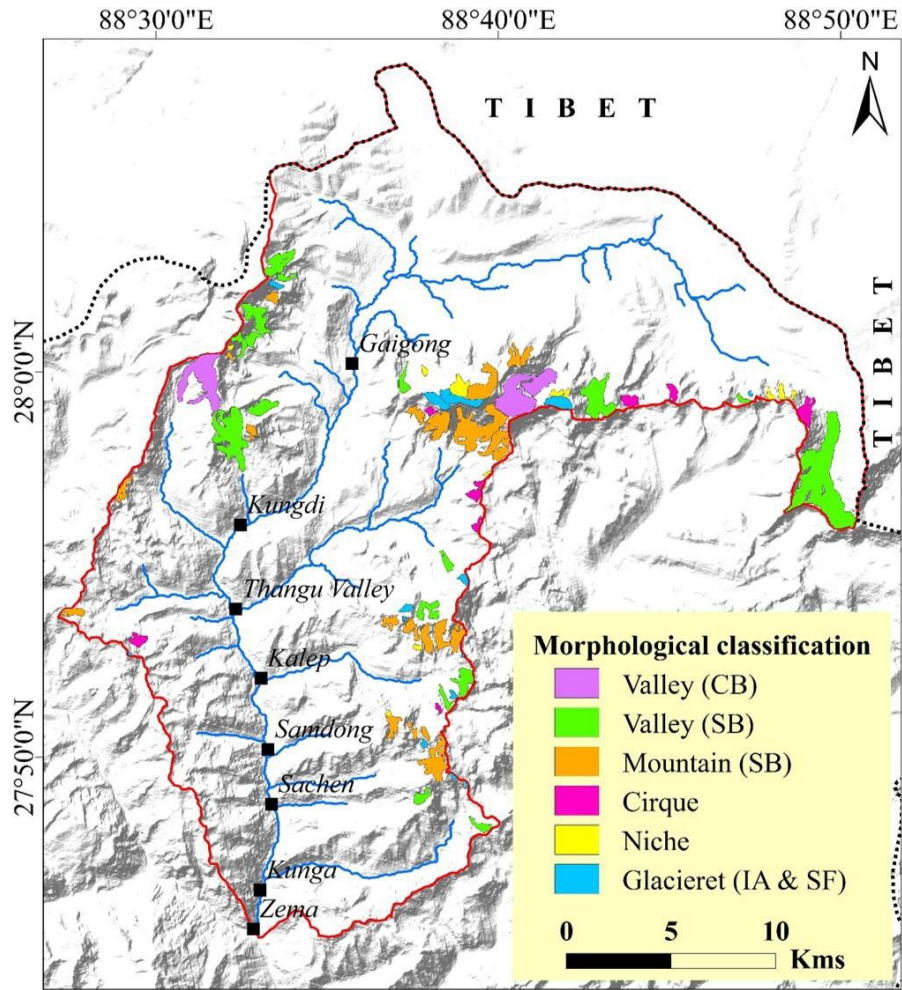 88°30'0"E 88°40'0"E 88°50'0"E
N
TIBET
TIBET
28°0'0"N
27°50'0"N
Gaigong
Kungdi
Thangu Valley
Kalep
Samdong
Sachen
Kunga
Zema
Morphological classification
Valley (CB)
Valley (SB)
Mountain (SB)
Cirque
Niche
Glacieret (IA & SF)
0 5 10
Kms